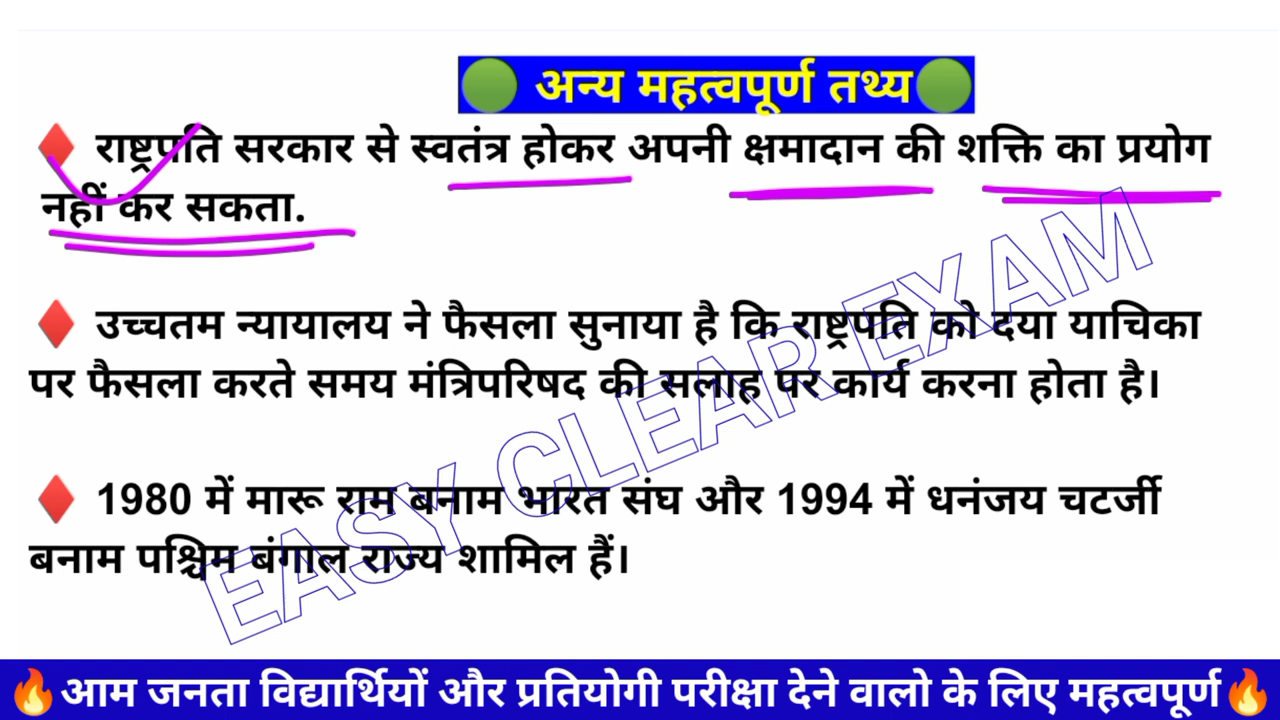 🟢 अन्य महत्वपूर्ण तथ्य🟢
♦️ राष्ट्रपति सरकार से स्वतंत्र होकर अपनी क्षमादान की शक्ति का प्रयोग
नहीं कर सकता.
♦️ उच्चतम न्यायालय ने फैसला सुनाया है कि राष्ट्रपति को दया याचिका
पर फैसला करते समय मंत्रिपरिषद की सलाह पर कार्य करना होता है।
♦️ 1980 में मारू राम बनाम भारत संघ और 1994 में धनंजय चटर्जी
बनाम पश्चिम बंगाल राज्य शामिल हैं।
EASY CLEAR EXAM
🔥आम जनता विद्यार्थियों और प्रतियोगी परीक्षा देने वालो के लिए महत्वपूर्ण🔥